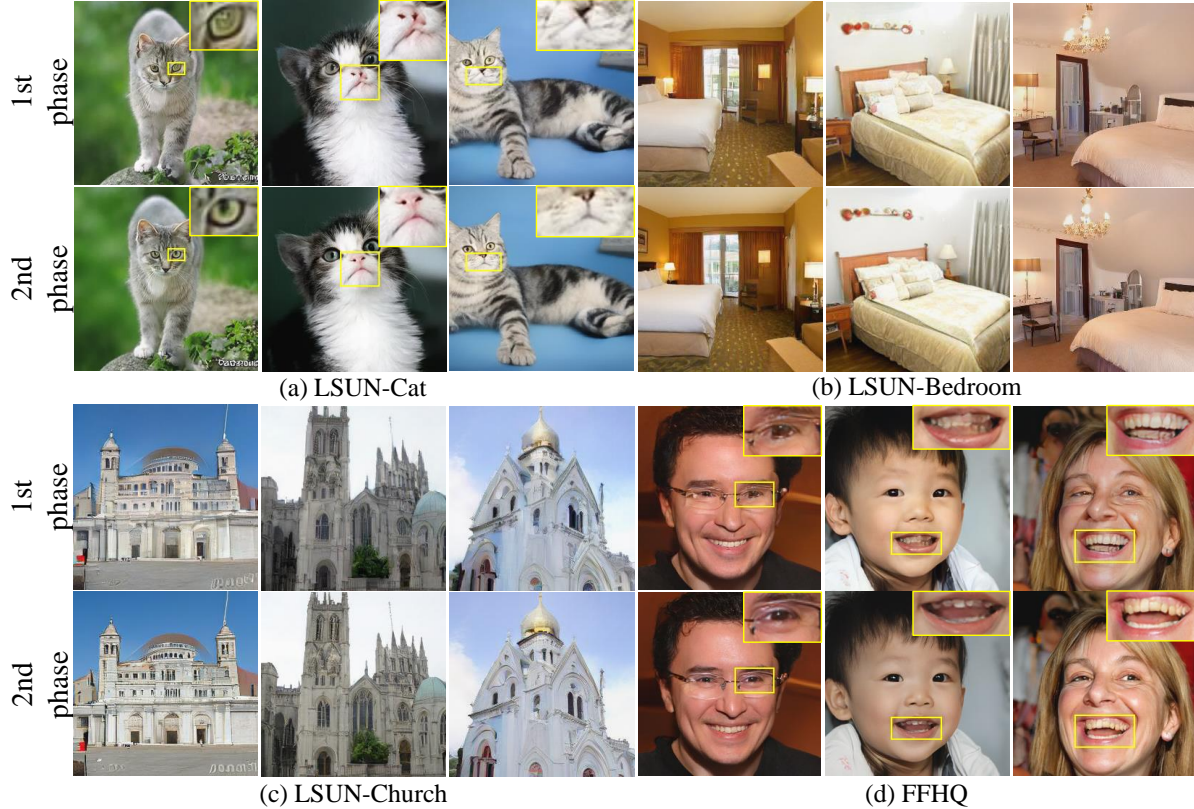 1st
phase
2nd
phase
(a) LSUN-Cat
(b) LSUN-Bedroom
1st
phase
2nd
phase
(c) LSUN-Church
(d) FFHQ